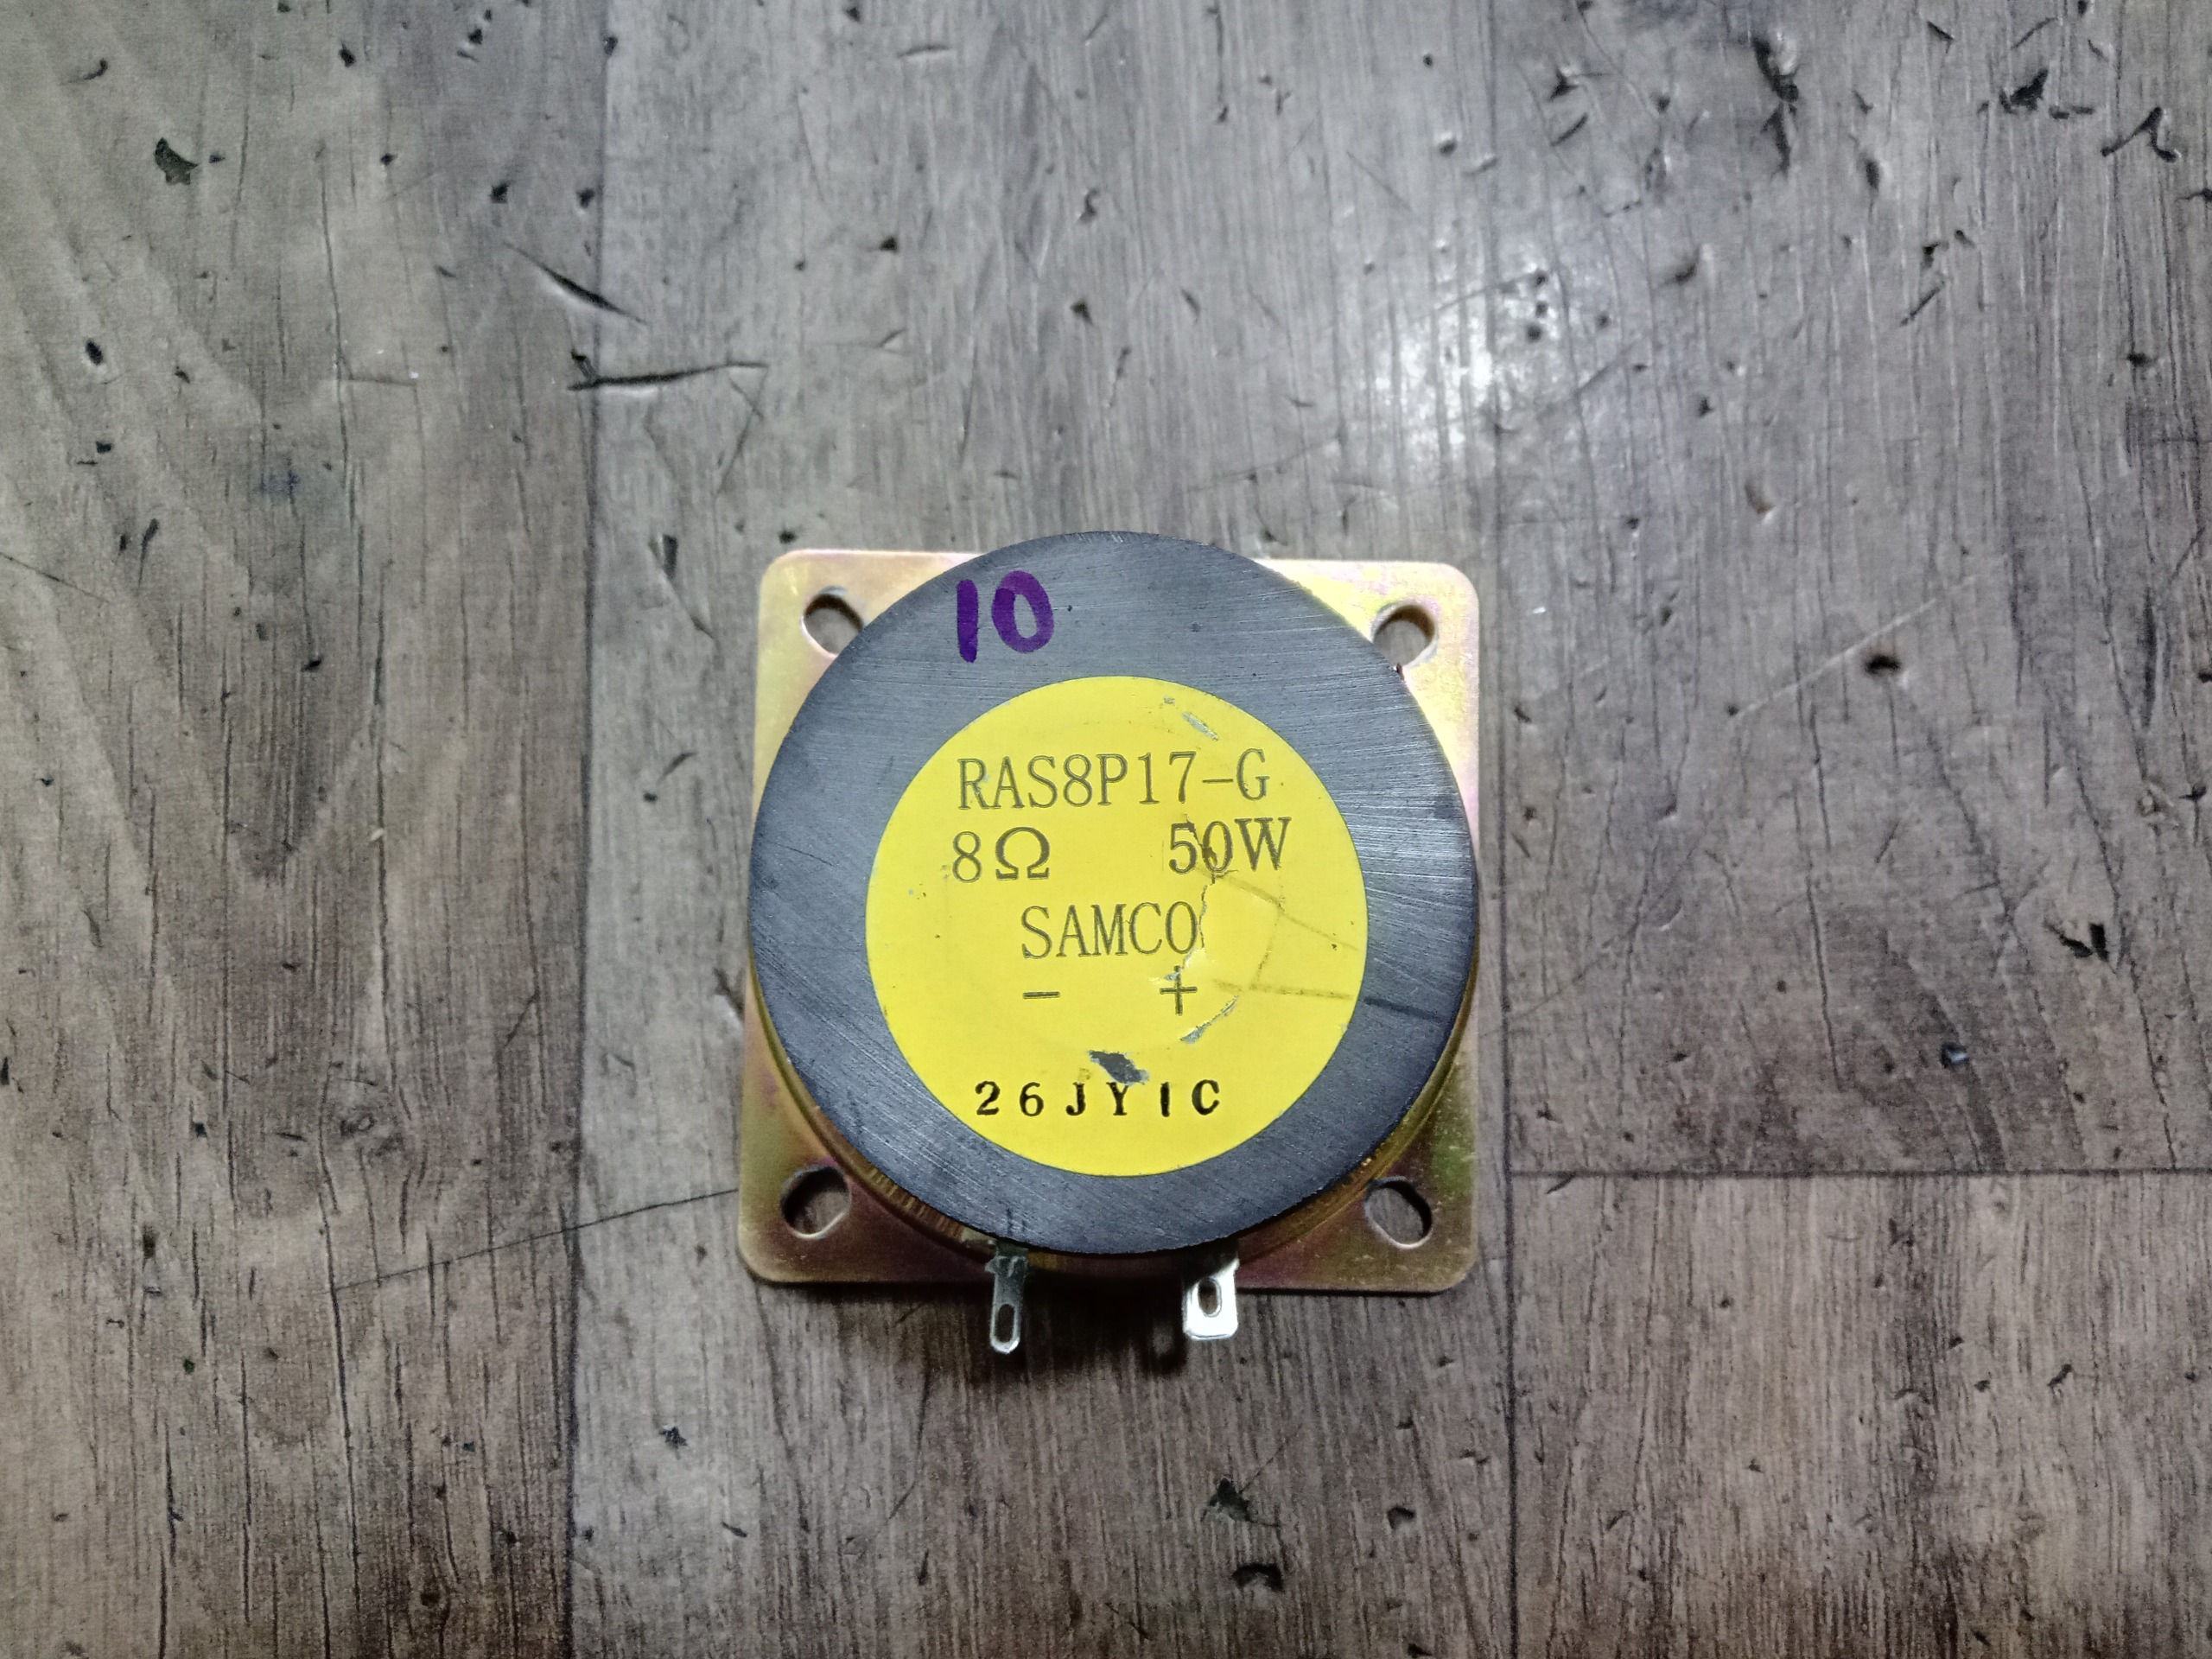 10
RAS8P17-G
8Ω 50W
SAMCO
- +
26JY1C